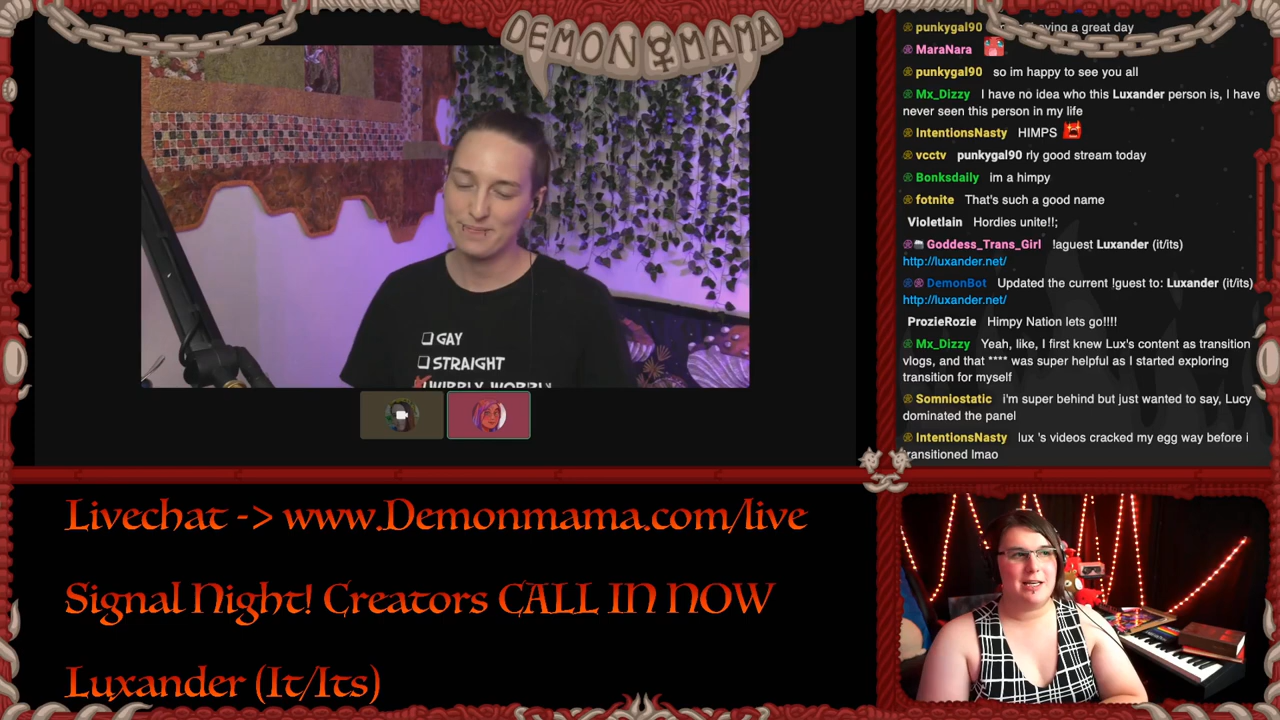 DEMON MAMA
GAY
STRAIGHT
WIBBLY WOBBLY
punkygal90 having a great day
MaraNara
punkygal90 so im happy to see you all
Mx_Dizzy I have no idea who this Luxander person is, I have
never seen this person in my life
IntentionsNasty HIMPS
vcctv punkygal90 rly good stream today
Bonksdaily im a himpy
fotnite That's such a good name
Violetlain Hordies unite!!;
Goddess_Trans_Girl !aguest Luxander (it/its)
http://luxander.net/
DemonBot Updated the current !guest to: Luxander (it/its)
http://luxander.net/
ProzieRozie Himpy Nation lets go!!!!
Mx_Dizzy Yeah, like, I first knew Lux's content as transition
vlogs, and that **** was super helpful as I started exploring
transition for myself
Somniostatic i'm super behind but just wanted to say, Lucy
dominated the panel
IntentionsNasty lux 's videos cracked my egg way before i
transitioned lmao
Livechat -> www.Demonmama.com/live
Signal Night! Creators CALL IN NOW
Luxander (It/Its)